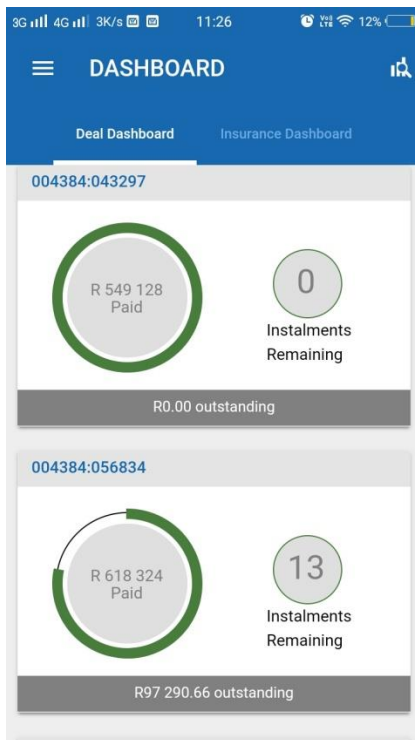 3G 4G 3K/s 11:26 12%
DASHBOARD
Deal Dashboard Insurance Dashboard
004384:043297
R 549 128
Paid
0
Instalments
Remaining
R0.00 outstanding
004384:056834
R 618 324
Paid
13
Instalments
Remaining
R97 290.66 outstanding